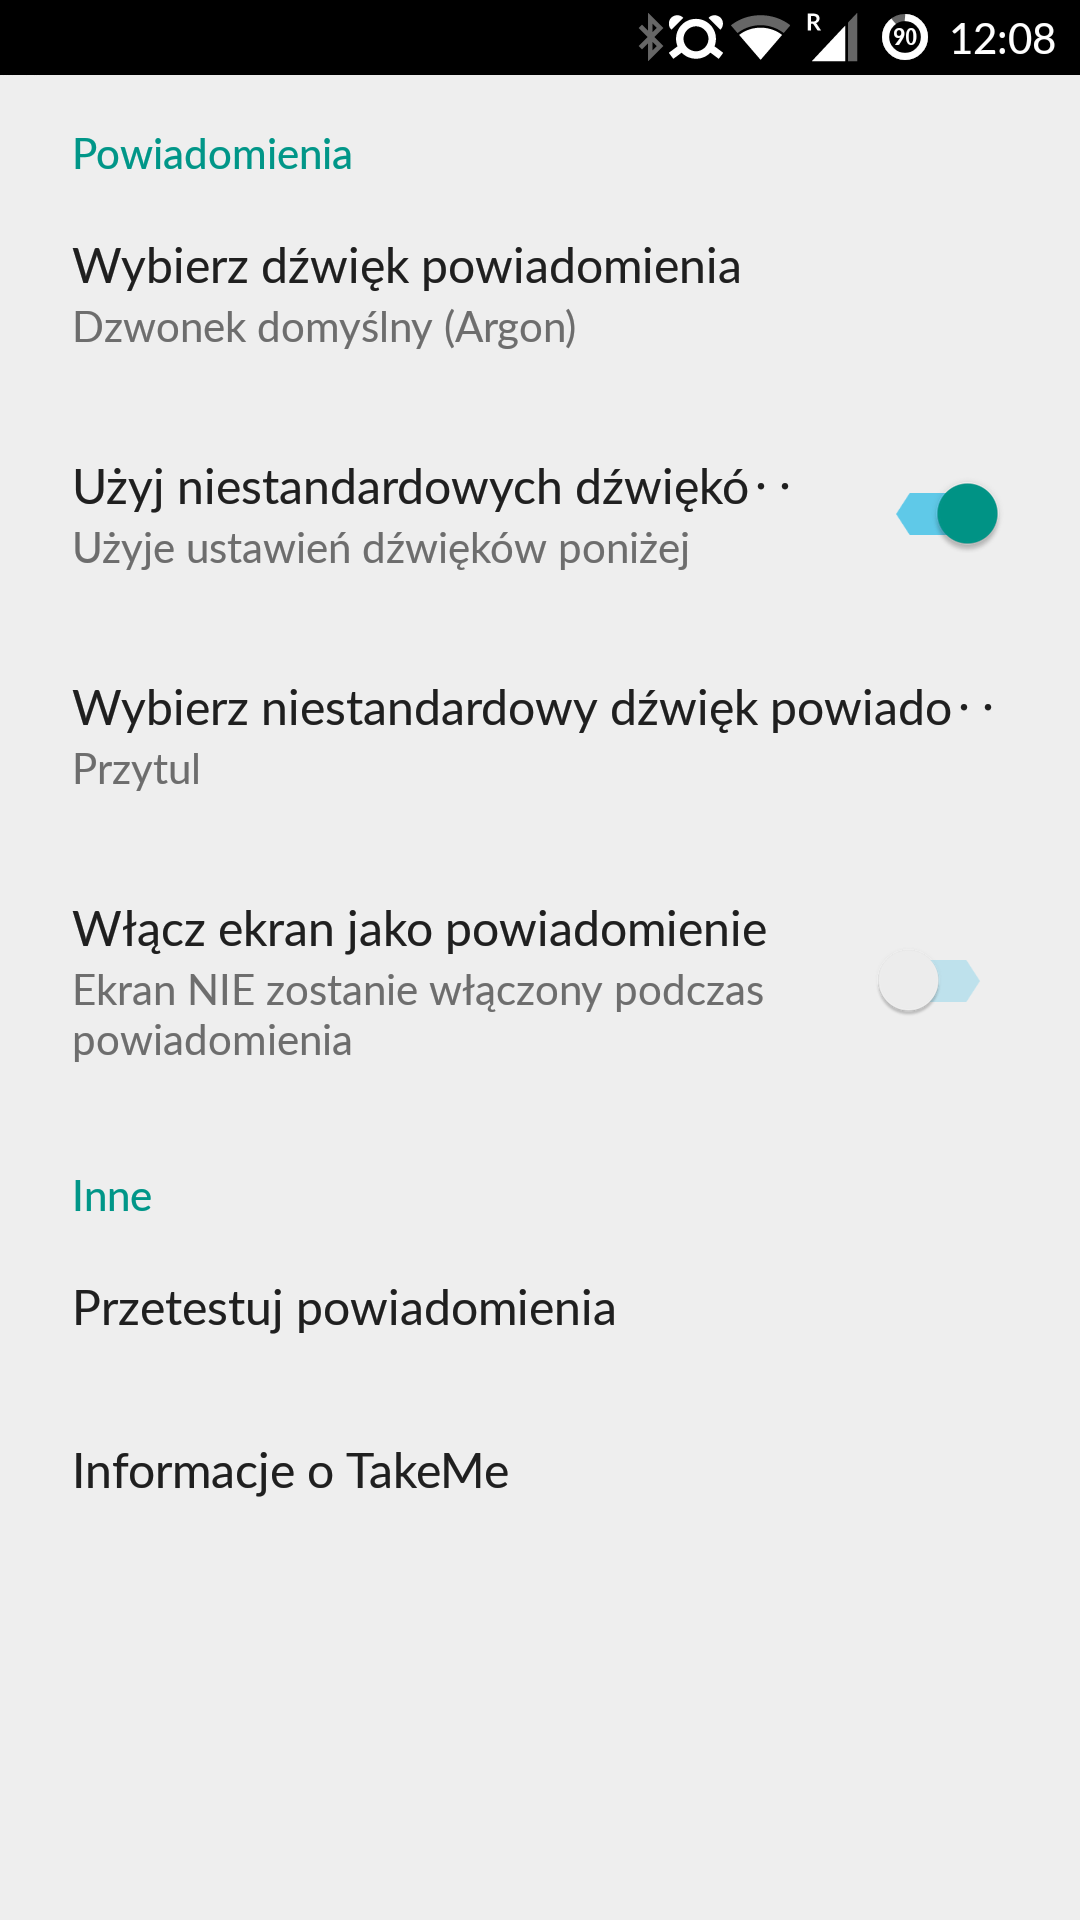 R 90 12:08
Powiadomienia
Wybierz dźwięk powiadomienia
Dzwonek domyślny (Argon)
Użyj niestandardowych dźwiękó··
Użyje ustawień dźwięków poniżej
Wybierz niestandardowy dźwięk powiado··
Przytul
Włącz ekran jako powiadomienie
Ekran NIE zostanie włączony podczas
powiadomienia
Inne
Przetestuj powiadomienia
Informacje o TakeMe